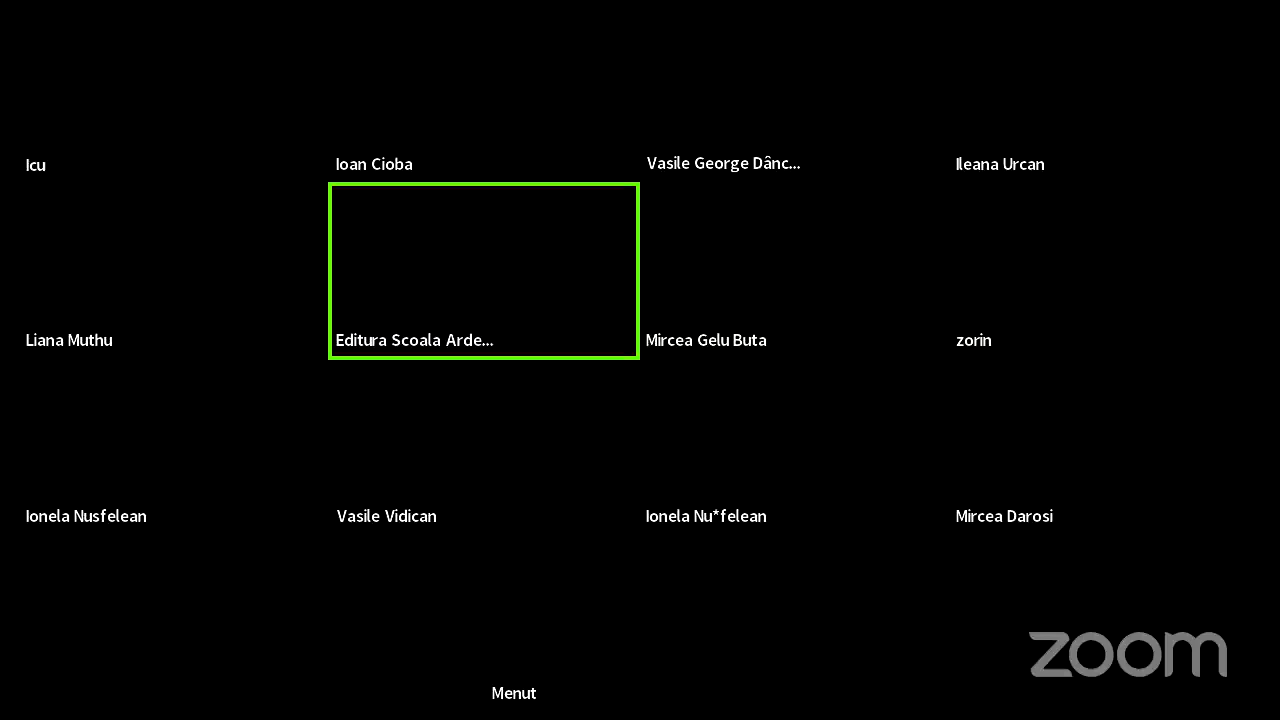 Icu
Ioan Cioba
Vasile George Dânc...
Ileana Urcan
Liana Muthu
Editura Scoala Arde...
Mircea Gelu Buta
zorin
Ionela Nusfelean
Vasile Vidican
Ionela Nu*felean
Mircea Darosi
zoom
Menut